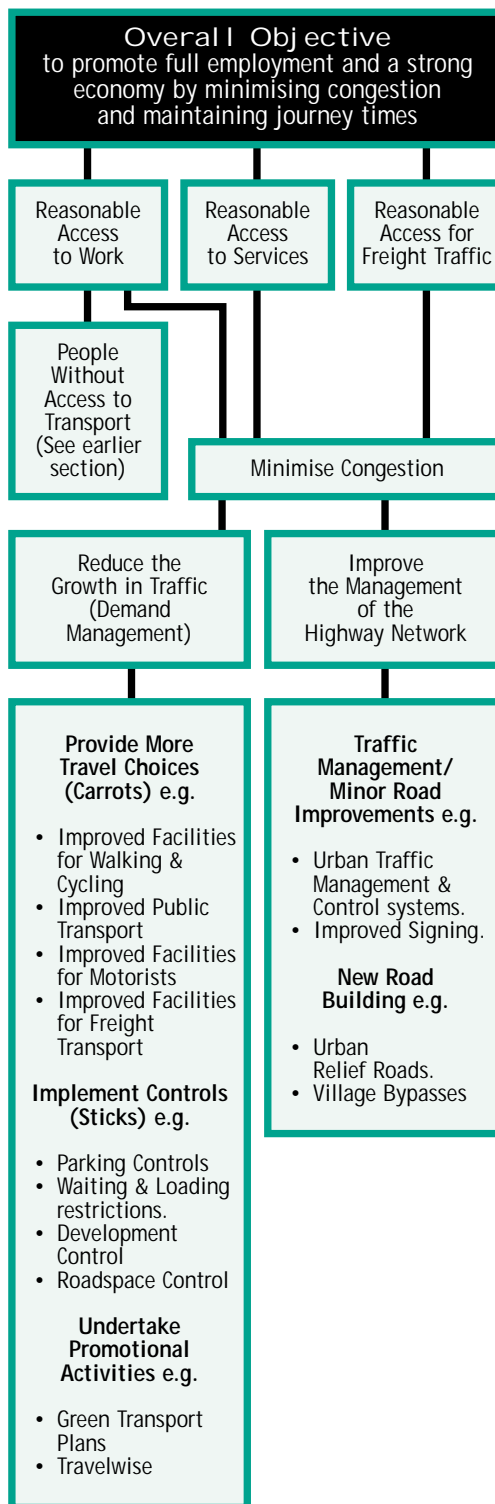 Overall Objective
to promote full employment and a strong
economy by minimising congestion
and maintaining journey times
Reasonable
Access
to Work
Reasonable
Access
to Services
Reasonable
Access for
Freight Traffic
People
Without
Access to
Transport
(See earlier
section)
Minimise Congestion
Reduce the
Growth in Traffic
(Demand
Management)
Improve
the Management
of the
Highway Network
Provide More
Travel Choices
(Carrots) e.g.
• Improved Facilities
for Walking &
Cycling
• Improved Public
Transport
• Improved Facilities
for Motorists
• Improved Facilities
for Freight
Transport
Implement Controls
(Sticks) e.g.
• Parking Controls
• Waiting & Loading
restrictions.
• Development
Control
• Roadspace Control
Undertake
Promotional
Activities e.g.
• Green Transport
Plans
• Travelwise
Traffic
Management/
Minor Road
Improvements e.g.
• Urban Traffic
Management &
Control systems.
• Improved Signing.
New Road
Building e.g.
• Urban
Relief Roads.
• Village Bypasses